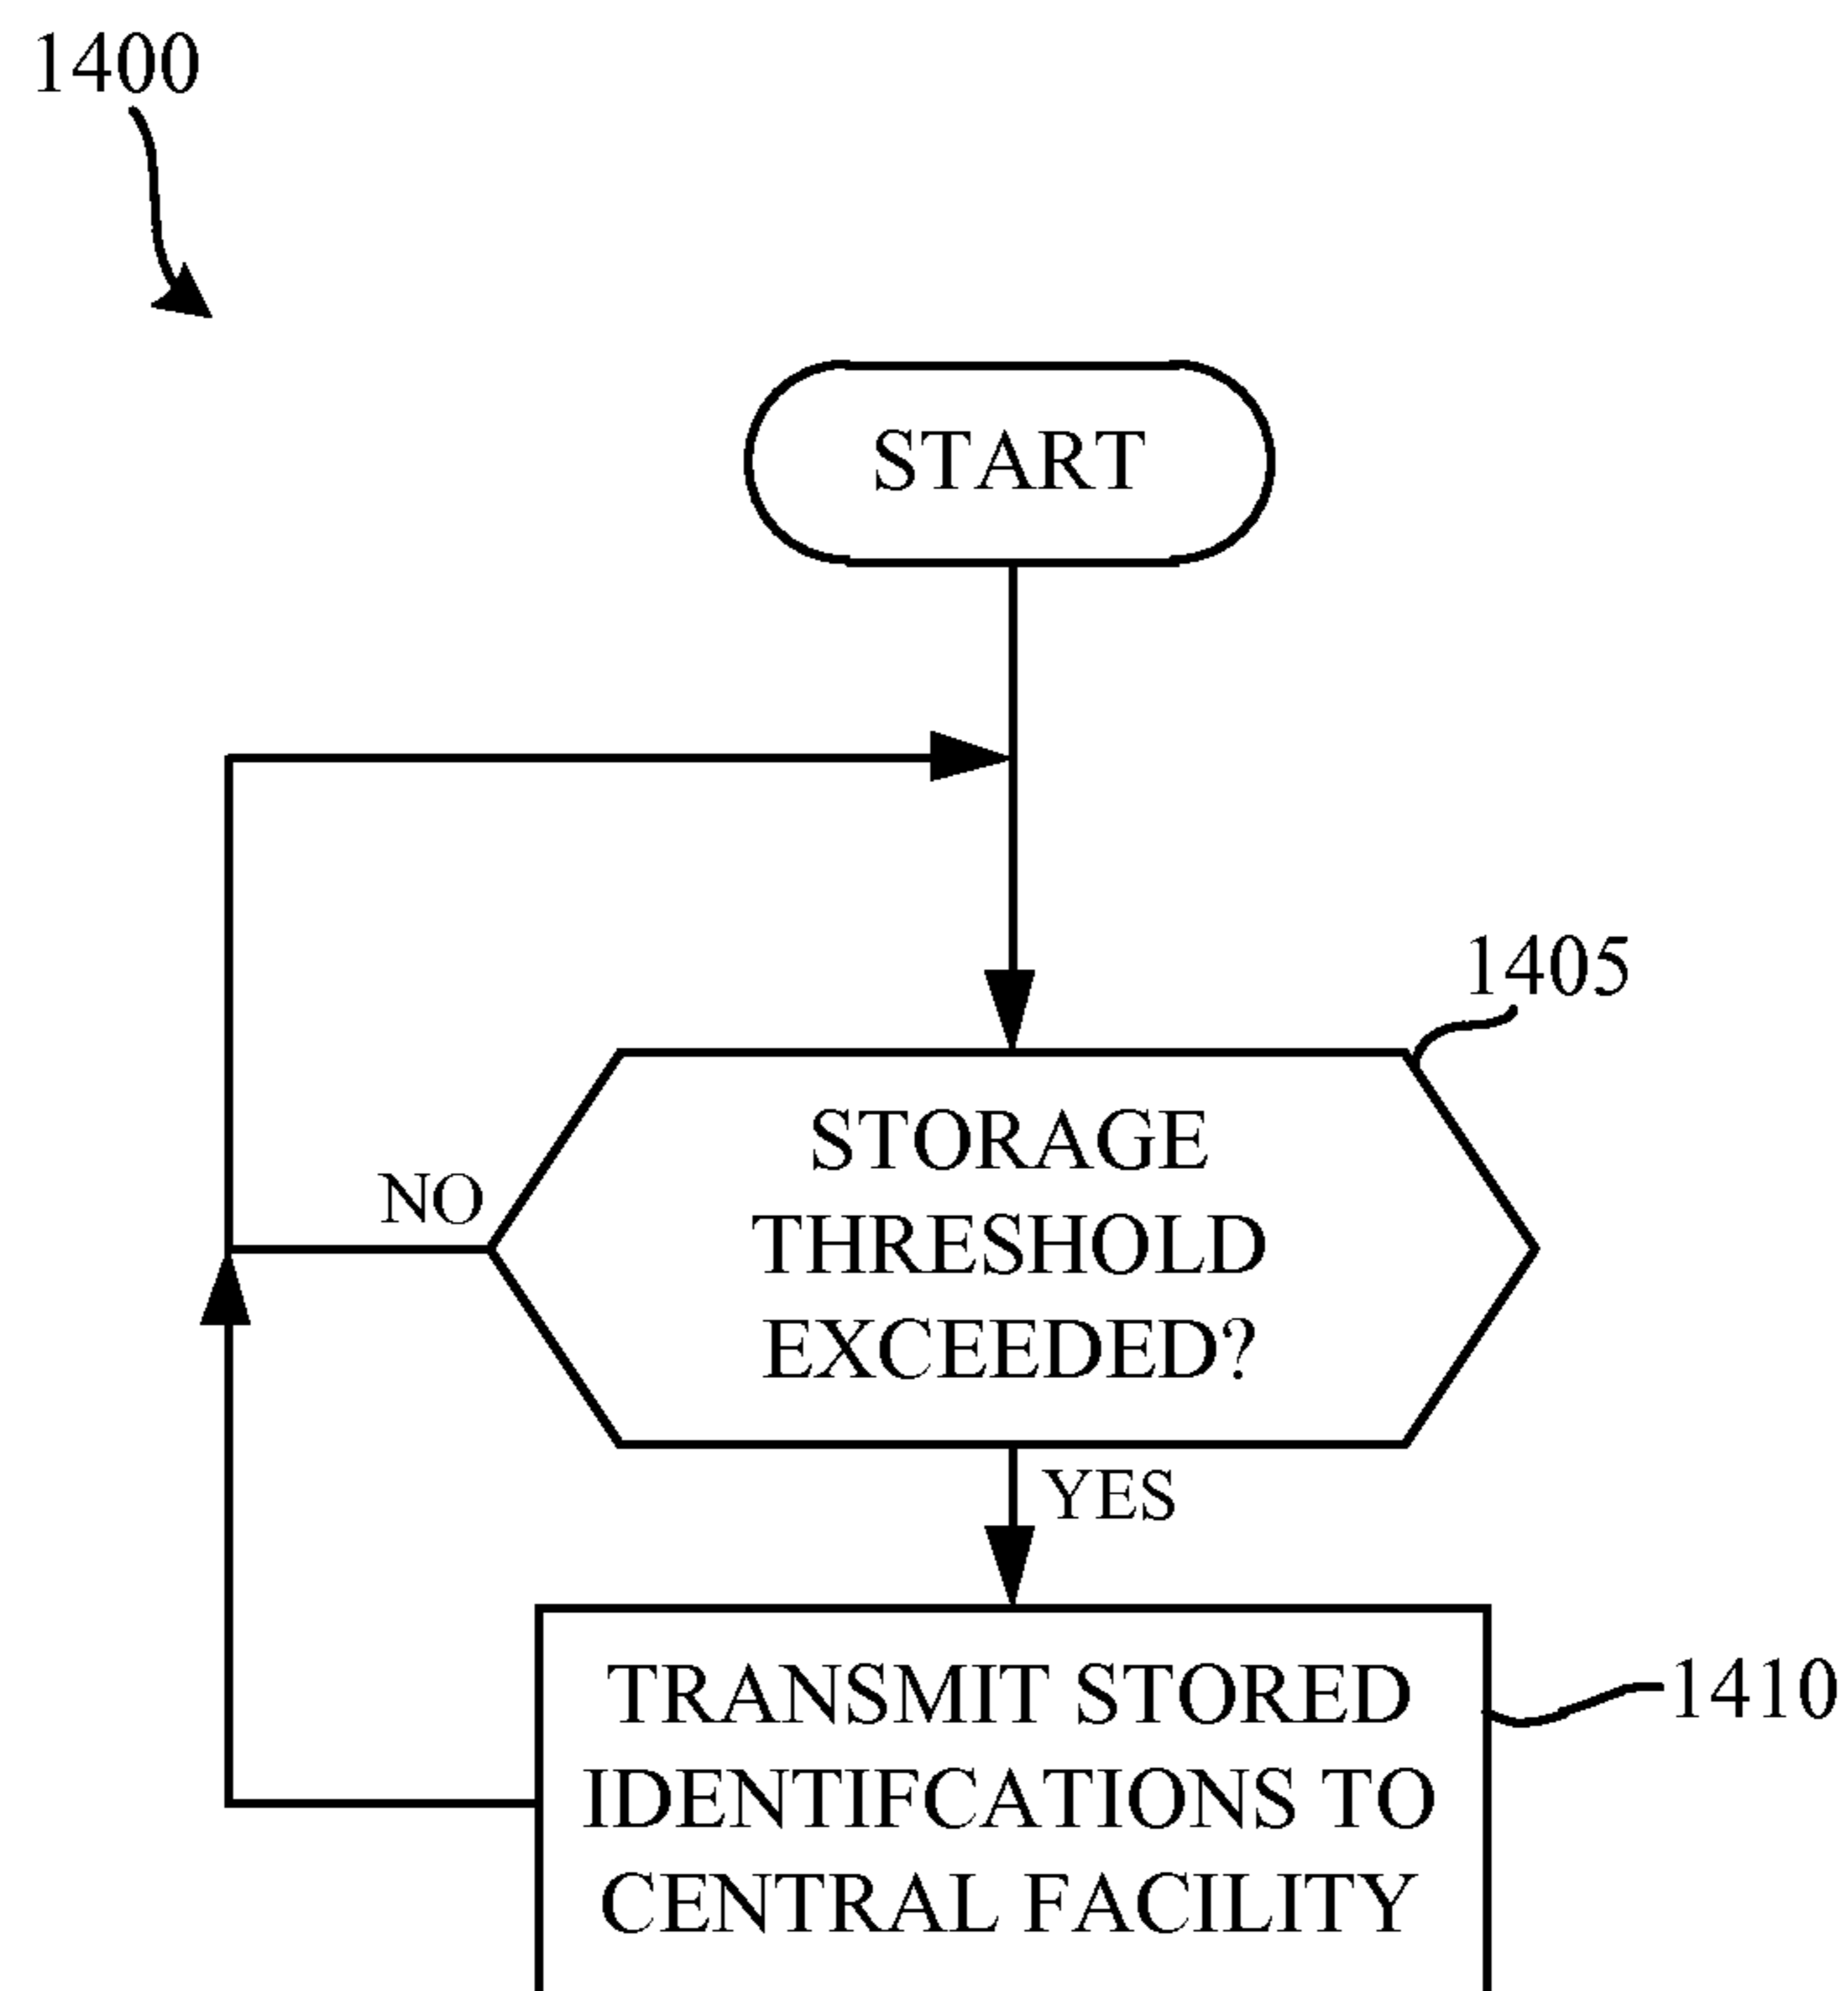 1400
START
1405
STORAGE
THRESHOLD
EXCEEDED?
NO
YES
TRANSMIT STORED
IDENTIFCATIONS TO
CENTRAL FACILITY
1410